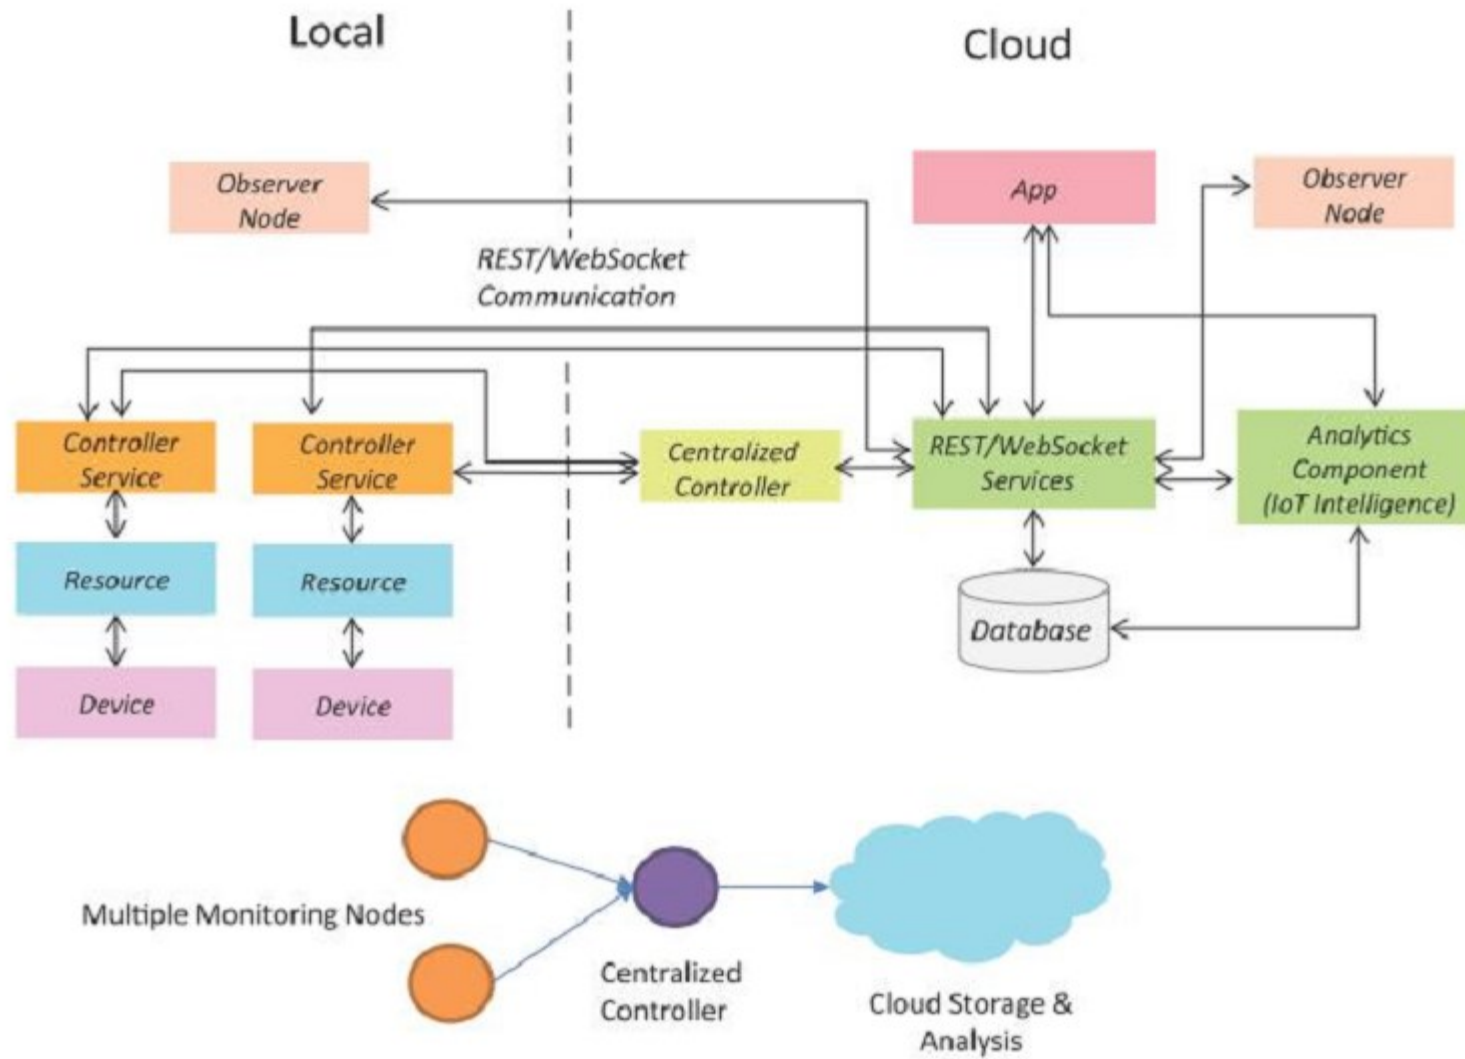 Local
Cloud
Observer
Node
App
Observer
Node
REST/WebSocket
Communication
Controller
Service
Controller
Service
Centralized
Controller
REST/WebSocket
Services
Analytics
Component
(IoT Intelligence)
Resource
Resource
Database
Device
Device
Multiple Monitoring Nodes
Centralized
Controller
Cloud Storage &
Analysis